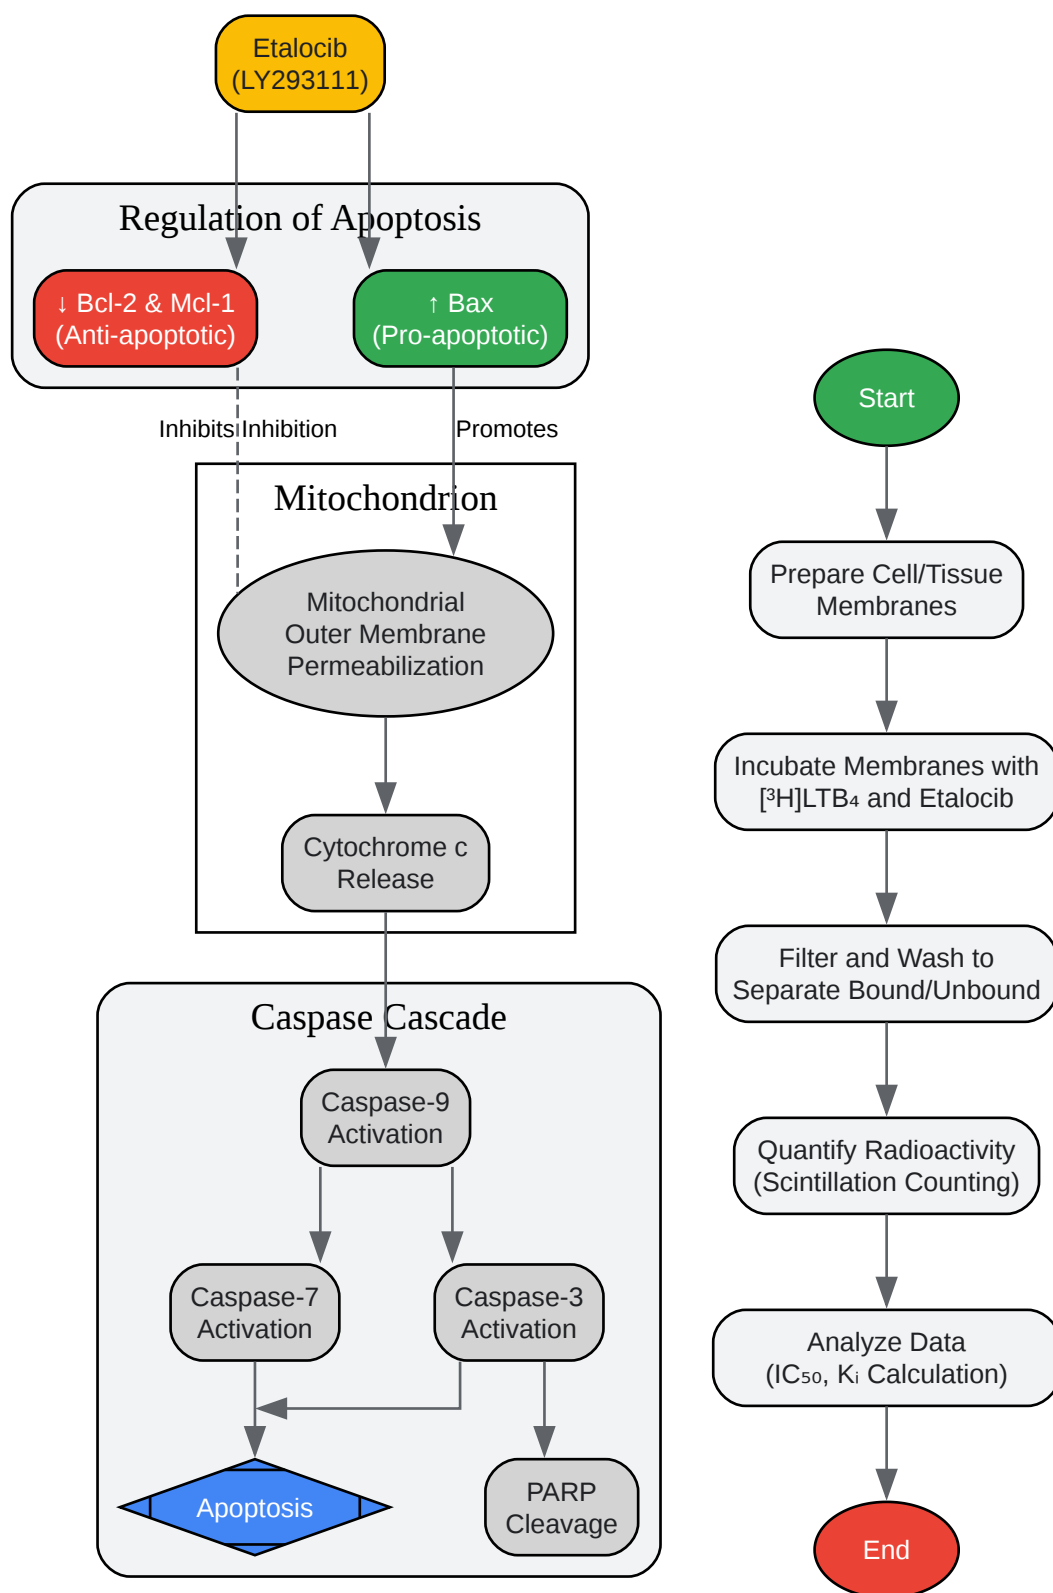 Etalocib
(LY293111)
Regulation of Apoptosis
↓ Bcl-2 & Mcl-1
(Anti-apoptotic)
↑ Bax
(Pro-apoptotic)
Inhibits Inhibition
Promotes
Mitochondrion
Mitochondrial
Outer Membrane
Permeabilization
Cytochrome c
Release
Caspase Cascade
Caspase-9
Activation
Caspase-7
Activation
Caspase-3
Activation
Apoptosis
PARP
Cleavage
Start
Prepare Cell/Tissue
Membranes
Incubate Membranes with
[³H]LTB₄ and Etalocib
Filter and Wash to
Separate Bound/Unbound
Quantify Radioactivity
(Scintillation Counting)
Analyze Data
(IC₅₀, Kᵢ Calculation)
End